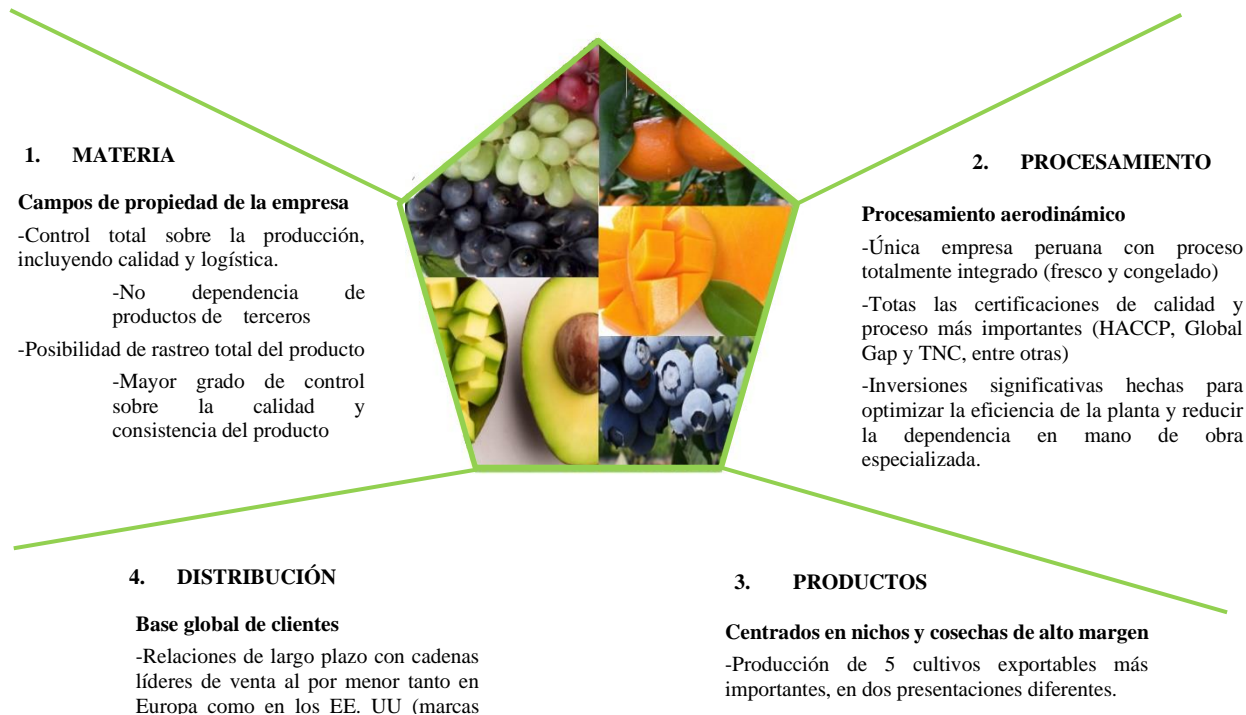 1. MATERIA
Campos de propiedad de la empresa
-Control total sobre la producción,
incluyendo calidad y logística.
-No dependencia de
productos de terceros
-Posibilidad de rastreo total del producto
-Mayor grado de control
sobre la calidad y
consistencia del producto
2. PROCESAMIENTO
Procesamiento aerodinámico
-Única empresa peruana con proceso
totalmente integrado (fresco y congelado)
-Totas las certificaciones de calidad y
proceso más importantes (HACCP, Global
Gap y TNC, entre otras)
-Inversiones significativas hechas para
optimizar la eficiencia de la planta y reducir
la dependencia en mano de obra
especializada.
4. DISTRIBUCIÓN
Base global de clientes
-Relaciones de largo plazo con cadenas
líderes de venta al por menor tanto en
Europa como en los EE. UU (marcas
3. PRODUCTOS
Centrados en nichos y cosechas de alto margen
-Producción de 5 cultivos exportables más
importantes, en dos presentaciones diferentes.